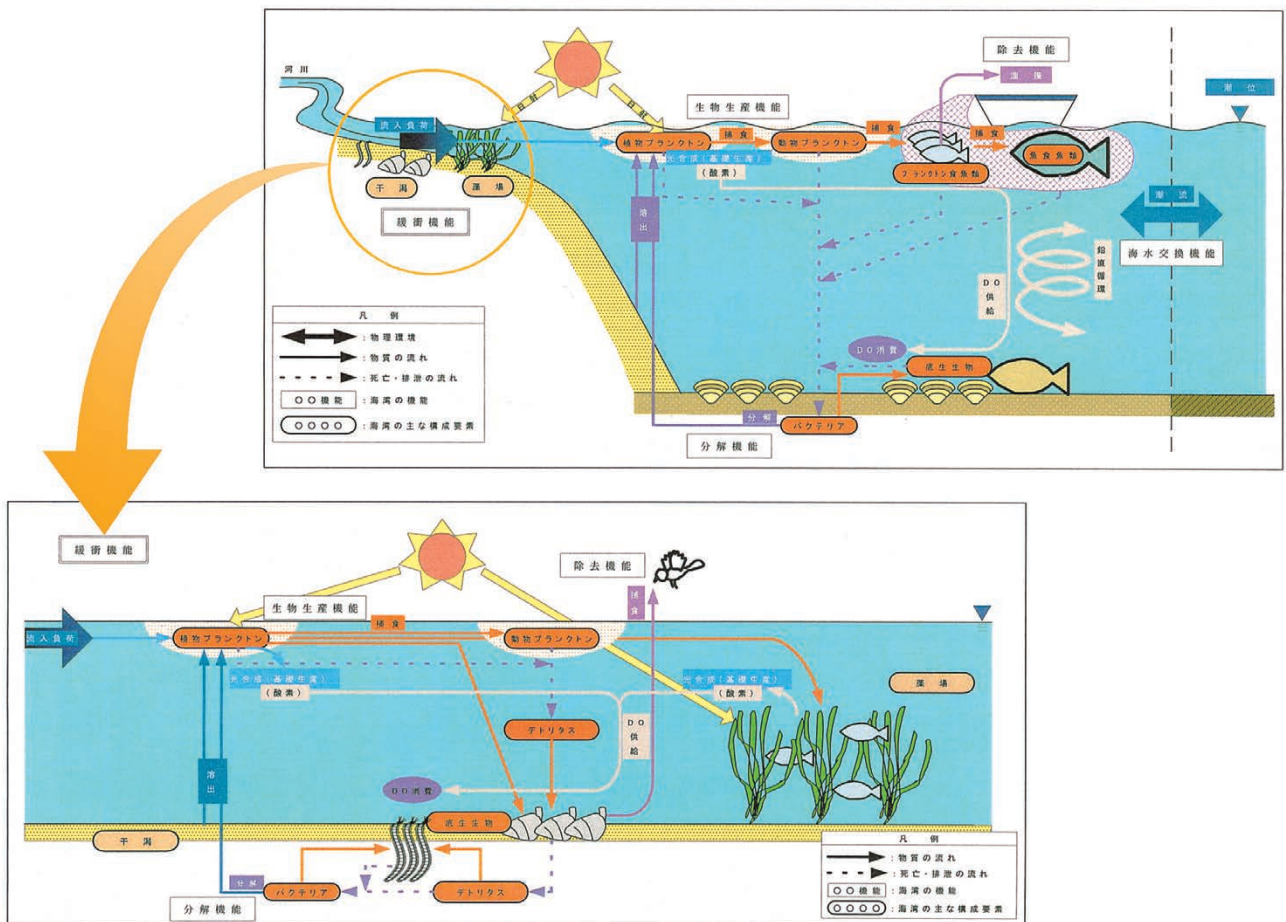 除去機能
河川
漁獲
日射
日射
生物生産機能
潮位
流入負荷
捕食
捕食
捕食
植物プランクトン
動物プランクトン
魚食魚類
光合成(基礎生産)
プランクトン食魚類
(酸素)
干潟
藻場
潮流
緩衝機能
溶出
海水交換機能
鉛直循環
DO供給
凡例
:物理環境
:物質の流れ
DO消費
:死亡・排泄の流れ
底生生物
○○機能
:海湾の機能
○○○○
:海湾の主な構成要素
分解
バクテリア
分解機能
緩衝機能
除去機能
生物生産機能
捕食
捕食
流入負荷
植物プランクトン
動物プランクトン
光合成(基礎生産)
(酸素)
光合成(基礎生産)
(酸素)
藻場
デトリタス
DO供給
溶出
DO消費
底生生物
干潟
凡例
:物質の流れ
:死亡・排泄の流れ
分解
バクテリア
デトリタス
○○機能
:海湾の機能
分解機能
○○○○
:海湾の主な構成要素